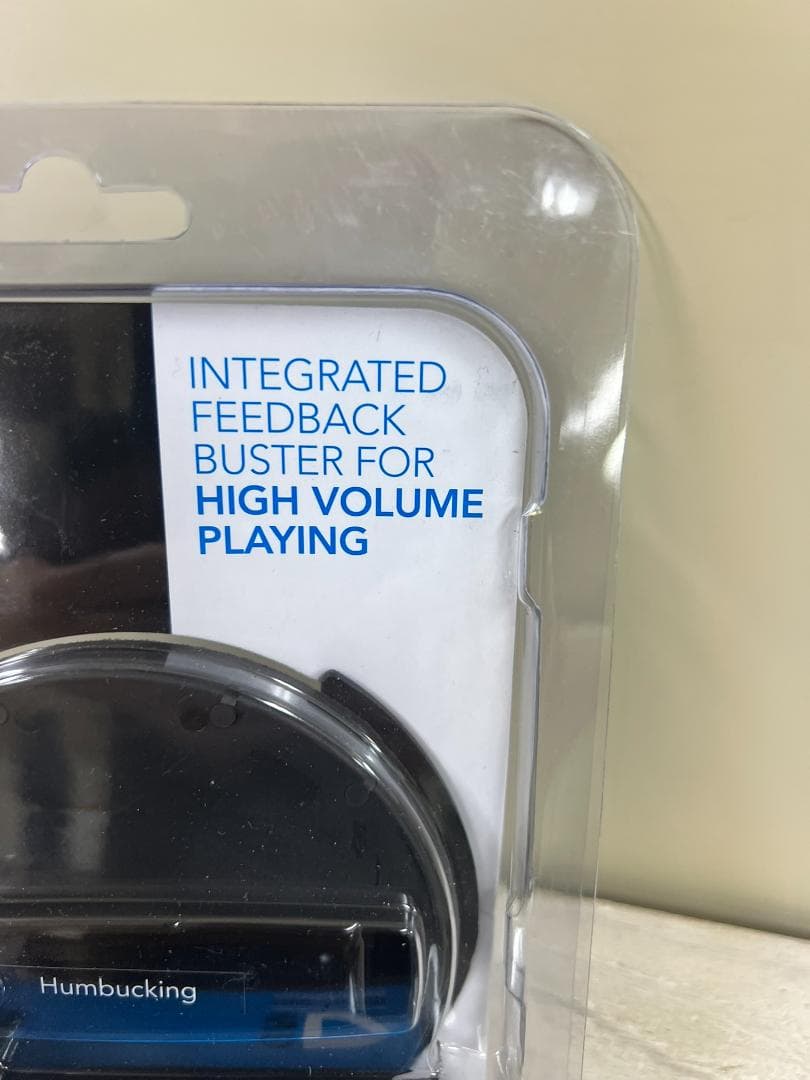 INTEGRATED
FEEDBACK
BUSTER FOR
HIGH VOLUME
PLAYING
Humbucking